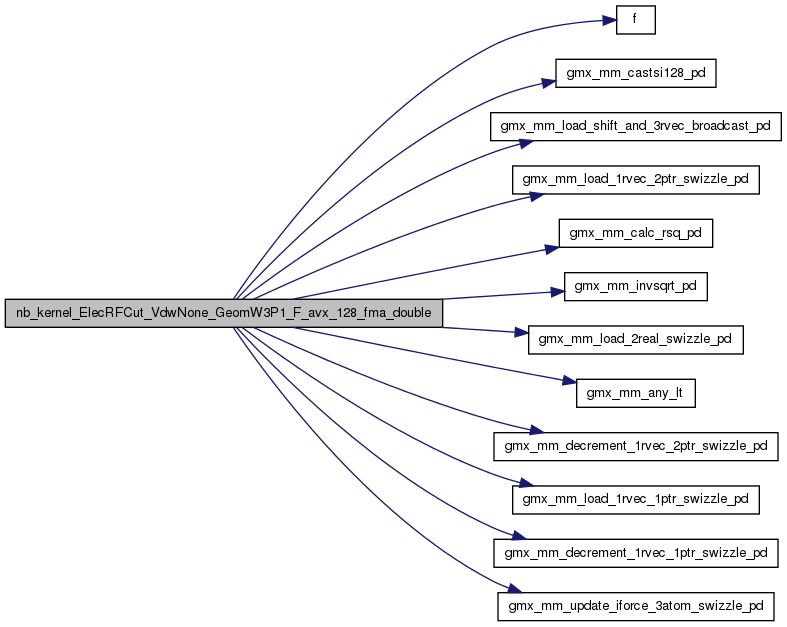 f
gmx_mm_castsi128_pd
gmx_mm_load_shift_and_3rvec_broadcast_pd
gmx_mm_load_1rvec_2ptr_swizzle_pd
gmx_mm_calc_rsq_pd
gmx_mm_invsqrt_pd
nb_kernel_ElecRFCut_VdwNone_GeomW3P1_F_avx_128_fma_double
gmx_mm_load_2real_swizzle_pd
gmx_mm_any_lt
gmx_mm_decrement_1rvec_2ptr_swizzle_pd
gmx_mm_load_1rvec_1ptr_swizzle_pd
gmx_mm_decrement_1rvec_1ptr_swizzle_pd
gmx_mm_update_iforce_3atom_swizzle_pd